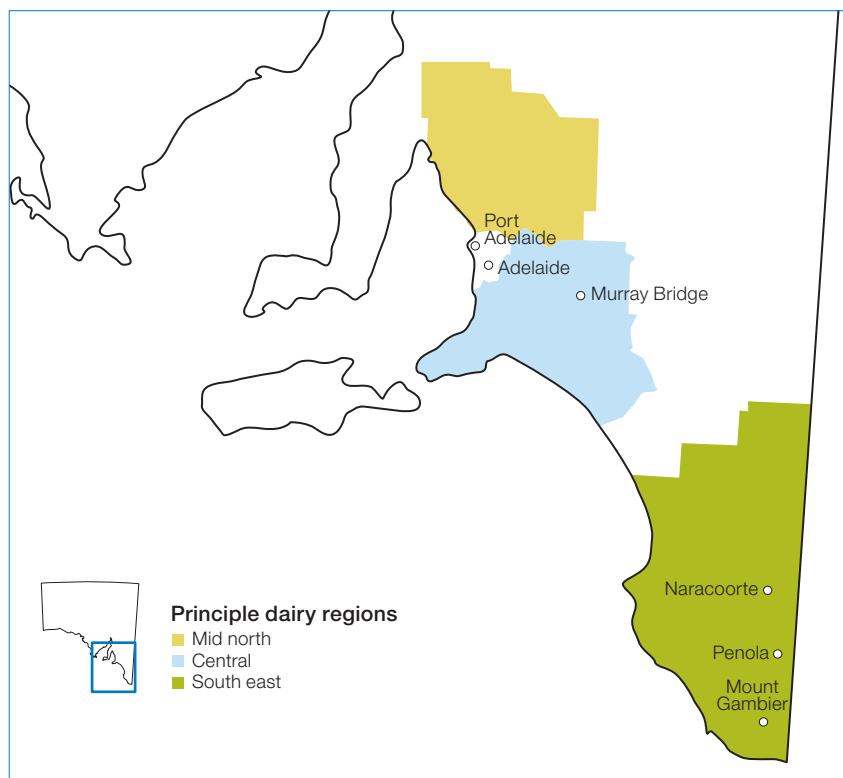 Port
Adelaide
Adelaide
Murray Bridge
Naracoorte
Penola
Mount
Gambier
Principle dairy regions
Mid north
Central
South east